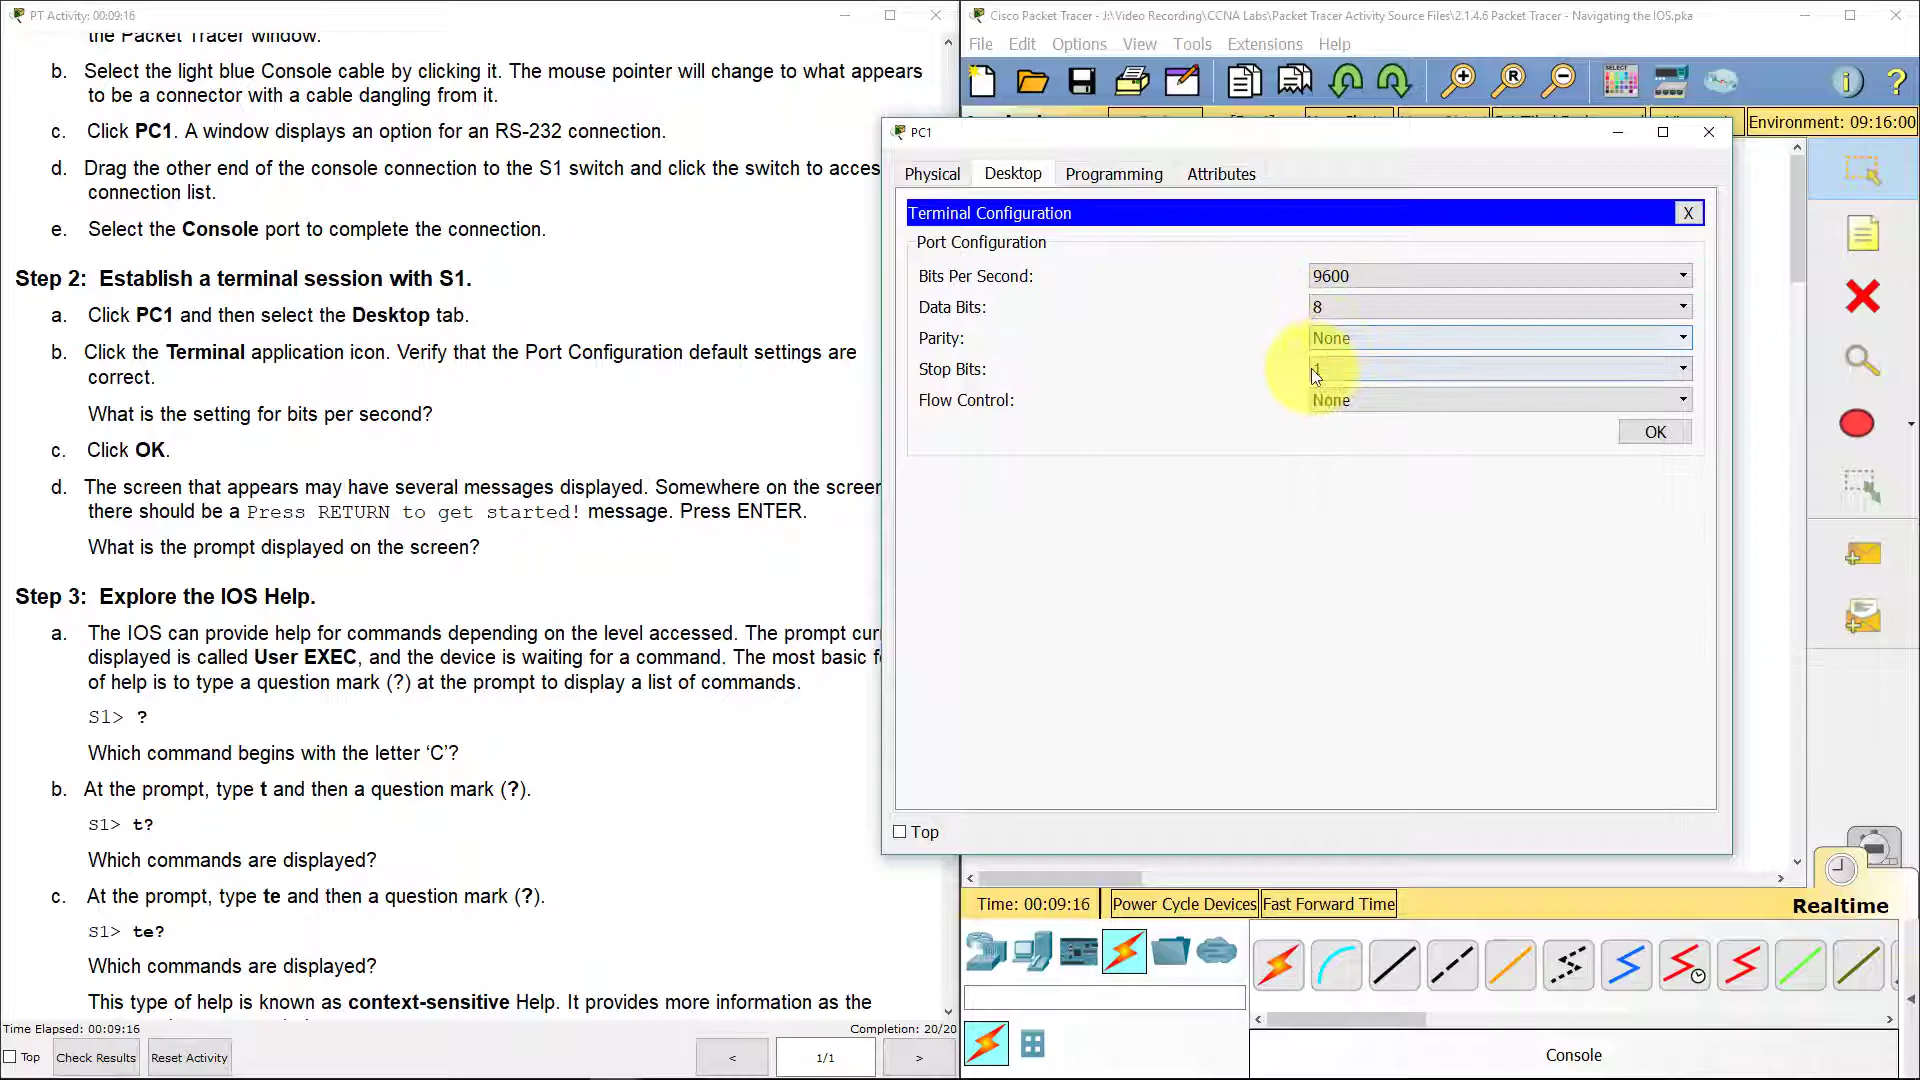 PT Activity: 00:09:16
the Packet Tracer window.
b. Select the light blue Console cable by clicking it. The mouse pointer will change to what appears
to be a connector with a cable dangling from it.
c. Click PC1. A window displays an option for an RS-232 connection.
d. Drag the other end of the console connection to the S1 switch and click the switch to acces
connection list.
e. Select the Console port to complete the connection.
Step 2: Establish a terminal session with S1.
a. Click PC1 and then select the Desktop tab.
b. Click the Terminal application icon. Verify that the Port Configuration default settings are
correct.
What is the setting for bits per second?
c. Click OK.
d. The screen that appears may have several messages displayed. Somewhere on the screen
there should be a Press RETURN to get started! message. Press ENTER.
What is the prompt displayed on the screen?
Step 3: Explore the IOS Help.
a. The IOS can provide help for commands depending on the level accessed. The prompt cur
displayed is called User EXEC, and the device is waiting for a command. The most basic f
of help is to type a question mark (?) at the prompt to display a list of commands.
S1> ?
Which command begins with the letter ‘C’?
b. At the prompt, type t and then a question mark (?).
S1> t?
Which commands are displayed?
c. At the prompt, type te and then a question mark (?).
S1> te?
Which commands are displayed?
This type of help is known as context-sensitive Help. It provides more information as the
Time Elapsed: 00:09:16
Completion: 20/20
Top
Check Results
Reset Activity
<
1/1
>
Cisco Packet Tracer - J:\Video Recording\CCNA Labs\Packet Tracer Activity Source Files\2.1.4.6 Packet Tracer - Navigating the IOS.pka
File Edit Options View Tools Extensions Help
Environment: 09:16:00
PC1
Physical Desktop Programming Attributes
Terminal Configuration
X
Port Configuration
Bits Per Second: 9600
Data Bits: 8
Parity: None
Stop Bits: 1
Flow Control: None
OK
Top
Time: 00:09:16
Power Cycle Devices
Fast Forward Time
Realtime
Console